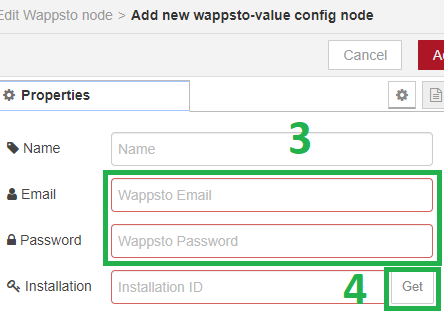 Edit Wappsto node > Add new wappsto-value config node
Cancel
Properties
3
Name Name
Email Wappsto Email
Password Wappsto Password
Installation Installation ID 4 Get